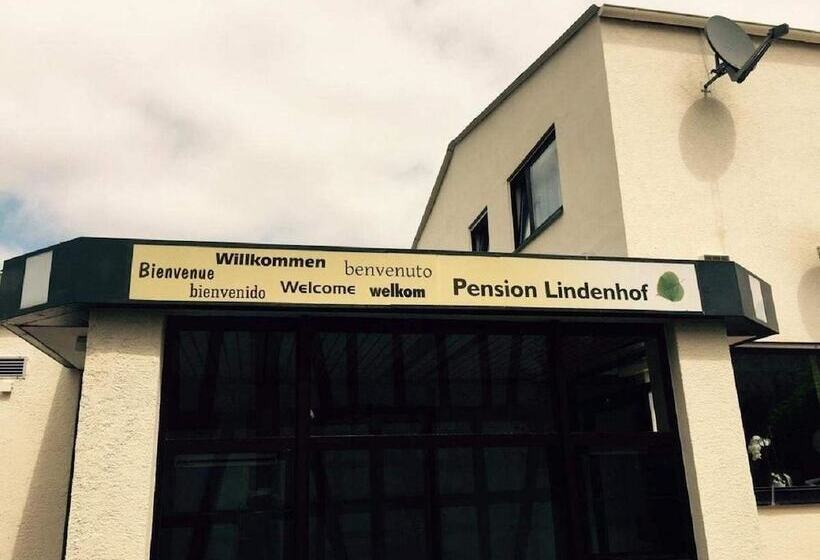 Willkommen benvenuto
Bienvenue
bienvenido Welcome welkom
Pension Lindenhof